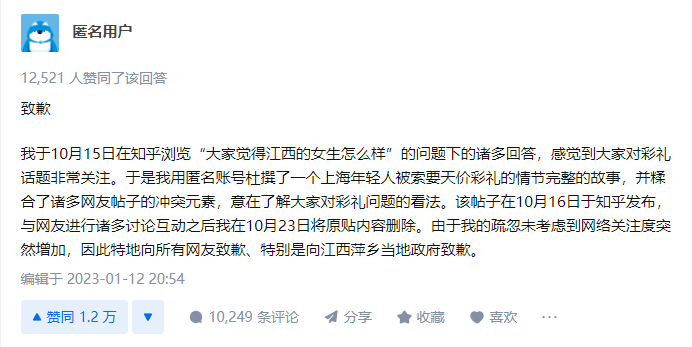 匿名用户
12,521 人赞同了该回答
致歉
我于10月15日在知乎浏览“大家觉得江西的女生怎么样”的问题下的诸多回答，感觉到大家对彩礼
话题非常关注。于是我用匿名账号杜撰了一个上海年轻人被索要天价彩礼的情节完整的故事，并糅
合了诸多网友帖子的冲突元素，意在了解大家对彩礼问题的看法。该帖子在10月16日于知乎发布，
与网友进行诸多讨论互动之后我在10月23日将原贴内容删除。由于我的疏忽未考虑到网络关注度突
然增加，因此特地向所有网友致歉、特别是向江西萍乡当地政府致歉。
编辑于 2023-01-12 20:54
赞同 1.2 万 10,249 条评论 分享 收藏 喜欢 ···